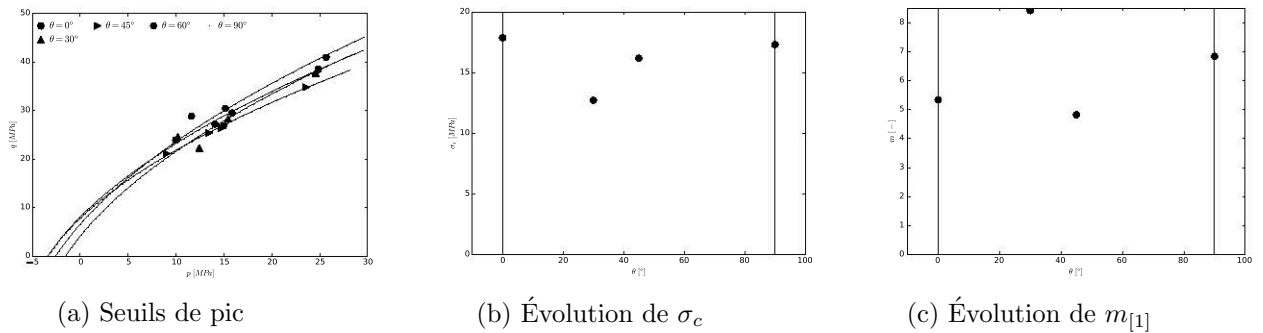 θ = 0° θ = 45° θ = 60° θ = 90°
θ = 30°
50
40
30
20
10
0
−5 0 5 10 15 20 25 30
q [MPa]
p [MPa]
20
15
10
5
0
0 20 40 60 80 100
σc [MPa]
θ [°]
8
7
6
5
4
3
2
1
0 20 40 60 80 100
m [−]
θ [°]
(a) Seuils de pic
(b) Évolution de σc
(c) Évolution de m[1]